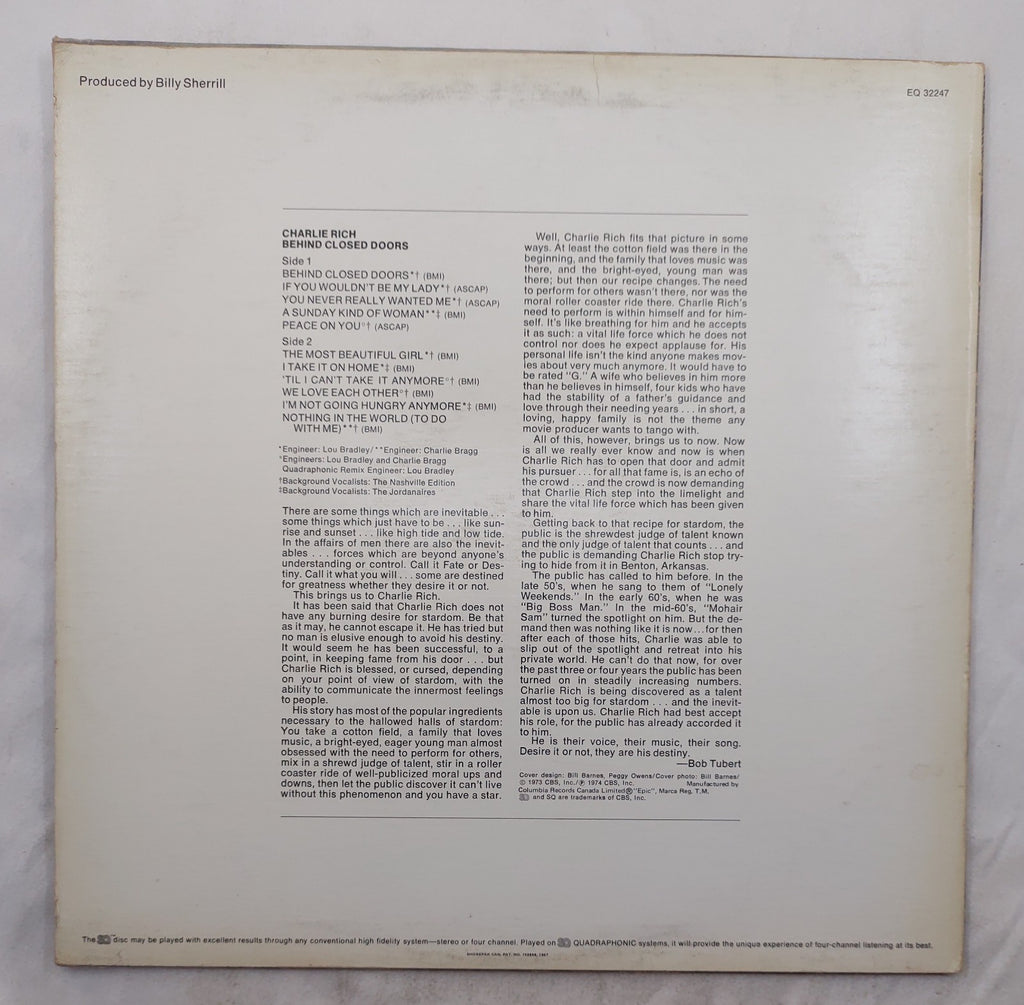 Produced by Billy Sherrill
EQ 32247
CHARLIE RICH
BEHIND CLOSED DOORS
Side 1
BEHIND CLOSED DOORS*† (BMI)
IF YOU WOULDN'T BE MY LADY*† (ASCAP)
YOU NEVER REALLY WANTED ME*† (ASCAP)
A SUNDAY KIND OF WOMAN**‡ (BMI)
PEACE ON YOU°† (ASCAP)
Side 2
THE MOST BEAUTIFUL GIRL*† (BMI)
I TAKE IT ON HOME*‡ (BMI)
'TIL I CAN'T TAKE IT ANYMORE°† (BMI)
WE LOVE EACH OTHER°† (BMI)
I'M NOT GOING HUNGRY ANYMORE*‡ (BMI)
NOTHING IN THE WORLD (TO DO
WITH ME)**† (BMI)
*Engineer: Lou Bradley/**Engineer: Charlie Bragg
°Engineers: Lou Bradley and Charlie Bragg
Quadraphonic Remix Engineer: Lou Bradley
†Background Vocalists: The Nashville Edition
‡Background Vocalists: The Jordanaires
There are some things which are inevitable . . .
some things which just have to be . . . like sun-
rise and sunset . . . like high tide and low tide.
In the affairs of men there are also the inevit-
ables . . . forces which are beyond anyone's
understanding or control. Call it Fate or Des-
tiny. Call it what you will . . . some are destined
for greatness whether they desire it or not.
This brings us to Charlie Rich.
It has been said that Charlie Rich does not
have any burning desire for stardom. Be that
as it may, he cannot escape it. He has tried but
no man is elusive enough to avoid his destiny.
It would seem he has been successful, to a
point, in keeping fame from his door . . . but
Charlie Rich is blessed, or cursed, depending
on your point of view of stardom, with the
ability to communicate the innermost feelings
to people.
His story has most of the popular ingredients
necessary to the hallowed halls of stardom:
You take a cotton field, a family that loves
music, a bright-eyed, eager young man almost
obsessed with the need to perform for others,
mix in a shrewd judge of talent, stir in a roller
coaster ride of well-publicized moral ups and
downs, then let the public discover it can't live
without this phenomenon and you have a star.
Well, Charlie Rich fits that picture in some
ways. At least the cotton field was there in the
beginning, and the family that loves music was
there, and the bright-eyed, young man was
there; but then our recipe changes. The need
to perform for others wasn't there, nor was the
moral roller coaster ride there. Charlie Rich's
need to perform is within himself and for him-
self. It's like breathing for him and he accepts
it as such: a vital life force which he does not
control nor does he expect applause for. His
personal life isn't the kind anyone makes mov-
ies about very much anymore. It would have to
be rated "G." A wife who believes in him more
than he believes in himself, four kids who have
had the stability of a father's guidance and
love through their needing years . . . in short, a
loving, happy family is not the theme any
movie producer wants to tango with.
All of this, however, brings us to now. Now
is all we really ever know and now is when
Charlie Rich has to open that door and admit
his pursuer . . . for all that fame is, is an echo of
the crowd . . . and the crowd is now demanding
that Charlie Rich step into the limelight and
share the vital life force which has been given
to him.
Getting back to that recipe for stardom, the
public is the shrewdest judge of talent known
and the only judge of talent that counts . . . and
the public is demanding Charlie Rich stop try-
ing to hide from it in Benton, Arkansas.
The public has called to him before. In the
late 50's, when he sang to them of "Lonely
Weekends." In the early 60's, when he was
"Big Boss Man." In the mid-60's, "Mohair
Sam" turned the spotlight on him. But the de-
mand then was nothing like it is now...for then
after each of those hits, Charlie was able to
slip out of the spotlight and retreat into his
private world. He can't do that now, for over
the past three or four years the public has been
turned on in steadily increasing numbers.
Charlie Rich is being discovered as a talent
almost too big for stardom . . . and the inevit-
able is upon us. Charlie Rich had best accept
his role, for the public has already accorded it
to him.
He is their voice, their music, their song.
Desire it or not, they are his destiny.
—Bob Tubert
Cover design: Bill Barnes, Peggy Owens/Cover photo: Bill Barnes/
© 1973 CBS, Inc./℗ 1974 CBS, Inc. Manufactured by
Columbia Records Canada Limited/® "Epic", Marca Reg. T.M.
and SQ are trademarks of CBS, Inc.
The SQ™ disc may be played with excellent results through any conventional high fidelity system—stereo or four channel. Played on SQ QUADRAPHONIC systems, it will provide the unique experience of four-channel listening at its best.